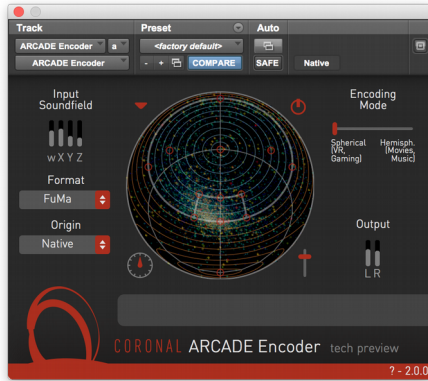 Track Preset Auto
ARCADE Encoder a <factory default>
ARCADE Encoder - + COMPARE SAFE Native
Input
Soundfield
wXYZ
Format
FuMa
Origin
Native
Encoding
Mode
Spherical
(VR,
Gaming)
Hemisph.
(Movies,
Music)
Output
L R
CORONAL ARCADE Encoder tech preview
? - 2.0.0